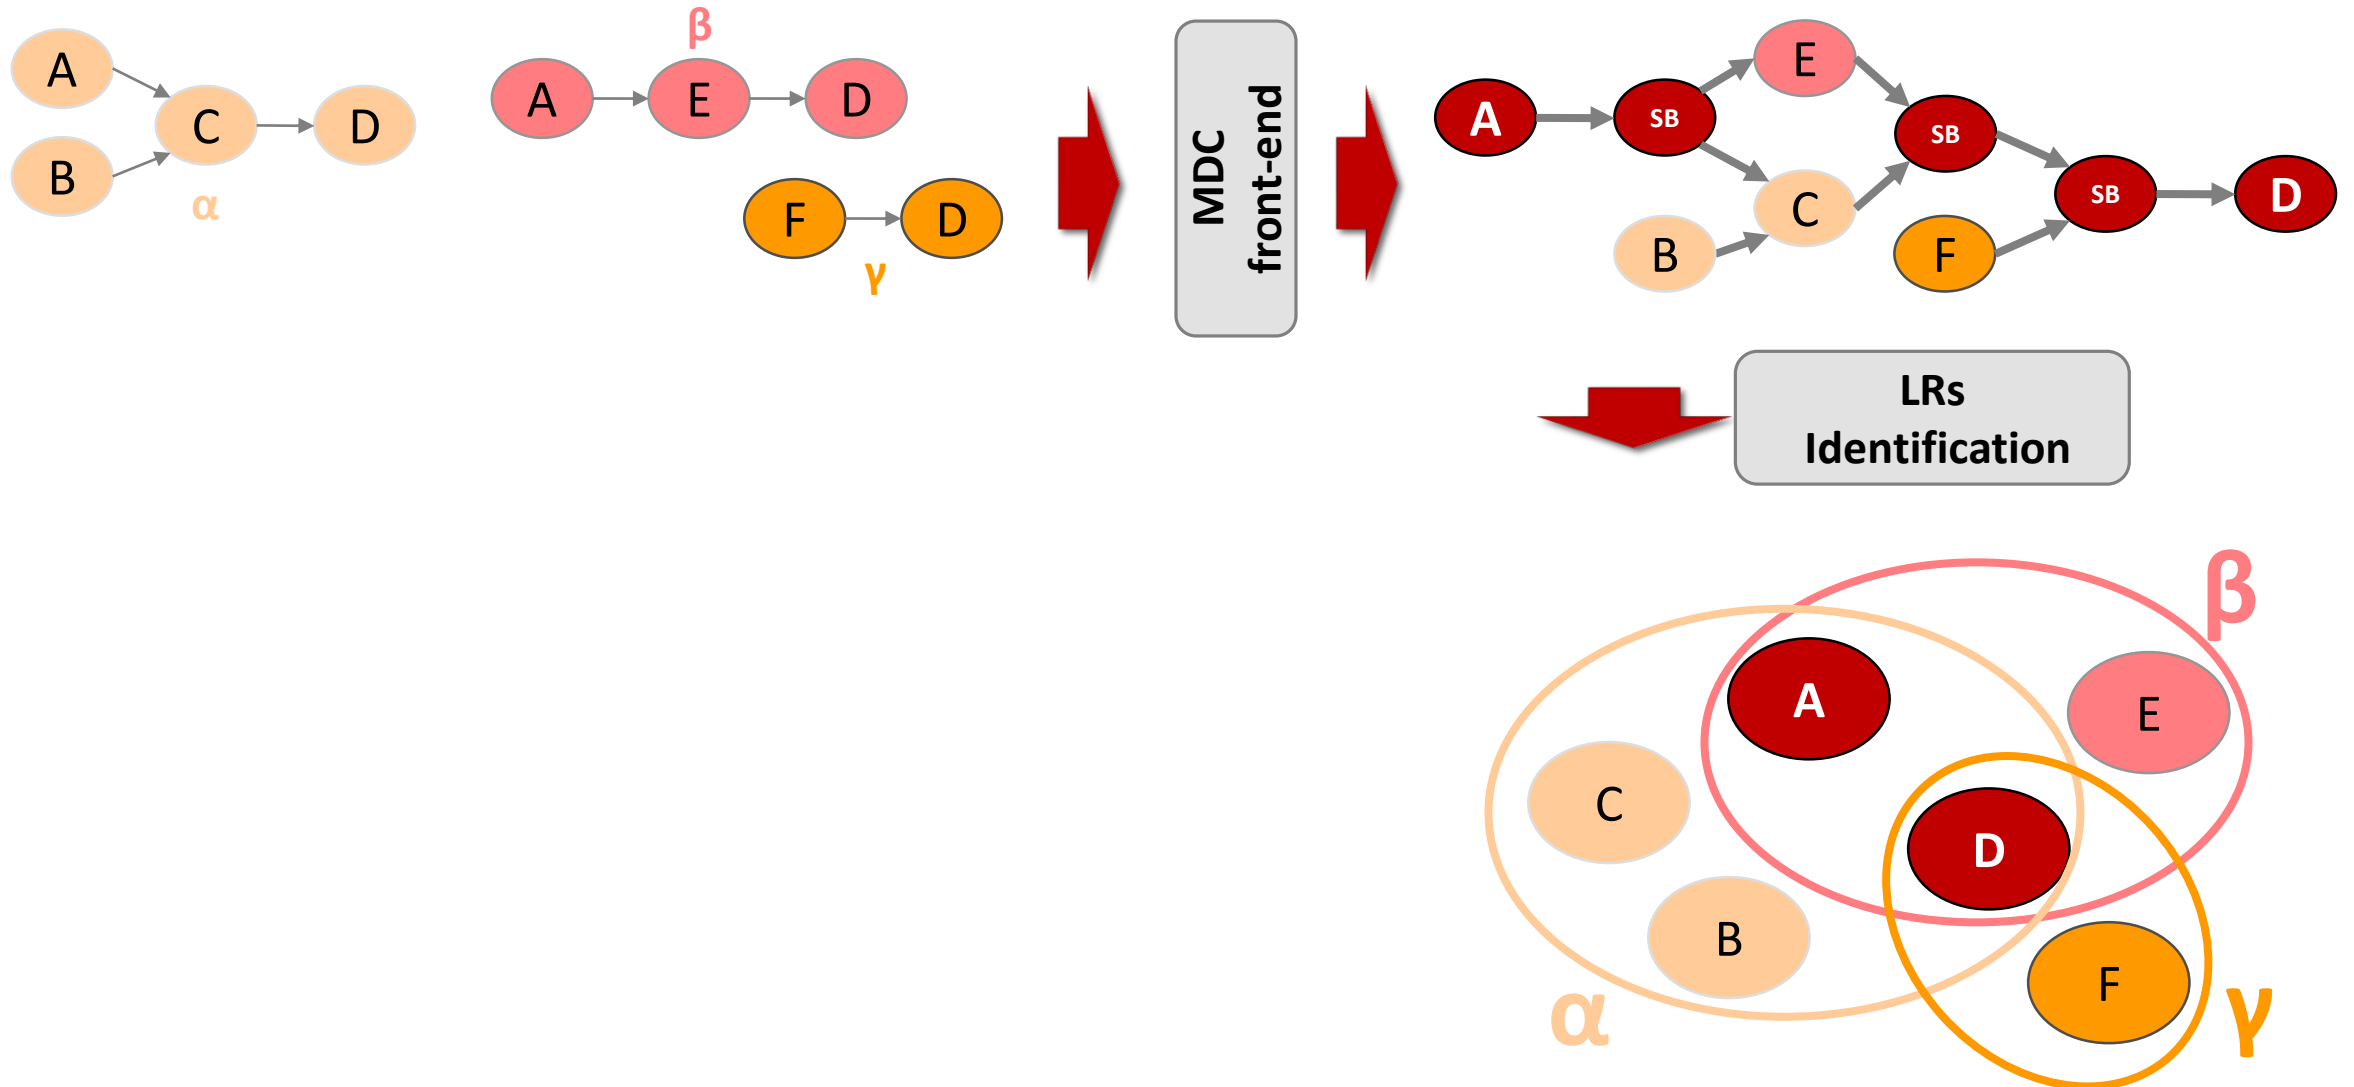 A
B
C
D
α
β
A
E
D
F
D
γ
MDC
front-end
A
SB
E
C
B
SB
F
SB
D
LRs
Identification
β
A
E
C
D
B
F
α
γ